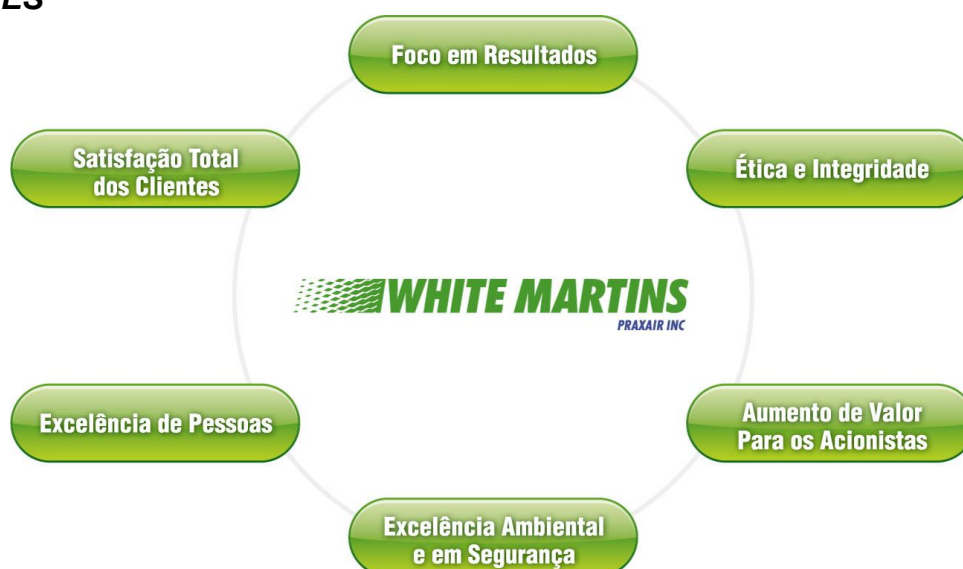 ES
Foco em Resultados
Satisfação Total
dos Clientes
Ética e Integridade
WHITE MARTINS
PRAXAIR INC
Excelência de Pessoas
Aumento de Valor
Para os Acionistas
Excelência Ambiental
e em Segurança